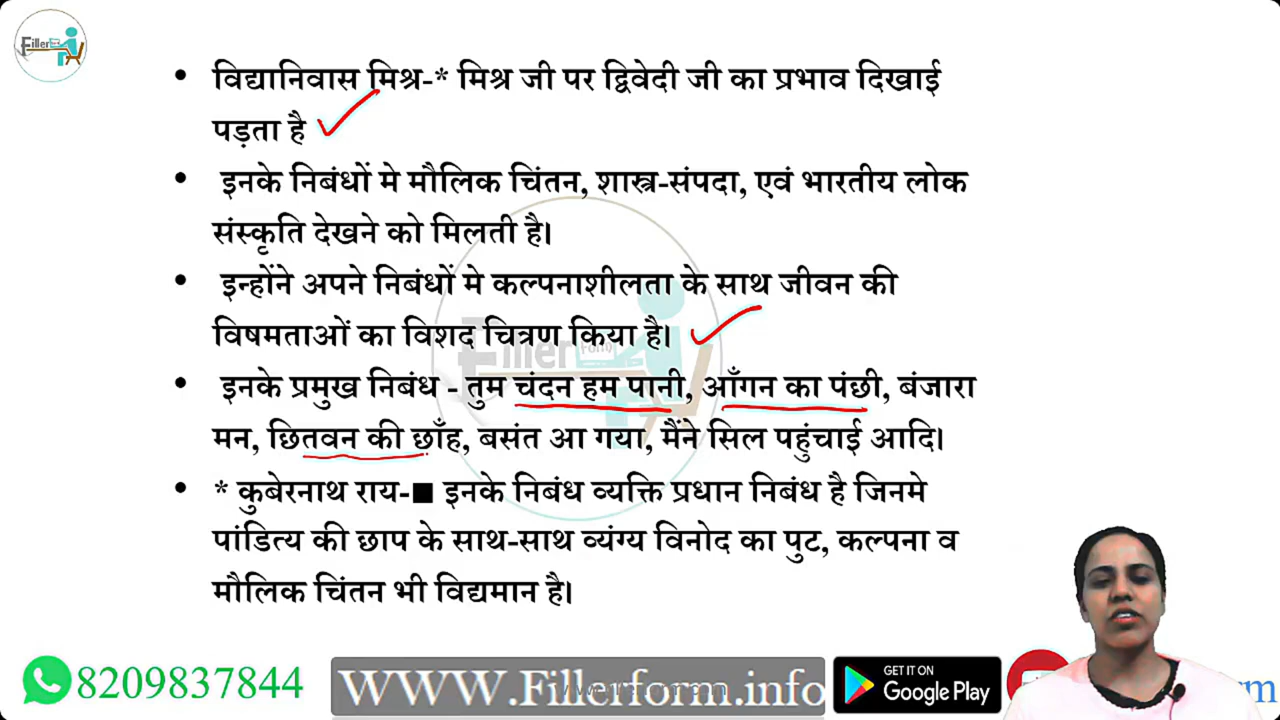 Fillerform
विद्यानिवास मिश्र-* मिश्र जी पर द्विवेदी जी का प्रभाव दिखाई
पड़ता है
इनके निबंधों मे मौलिक चिंतन, शास्त्र-संपदा, एवं भारतीय लोक
संस्कृति देखने को मिलती है।
इन्होंने अपने निबंधों मे कल्पनाशीलता के साथ जीवन की
विषमताओं का विशद चित्रण किया है।
इनके प्रमुख निबंध - तुम चंदन हम पानी, आँगन का पंछी, बंजारा
मन, छितवन की छाँह, बसंत आ गया, मैंने सिल पहुंचाई आदि।
* कुबेरनाथ राय-■ इनके निबंध व्यक्ति प्रधान निबंध है जिनमे
पांडित्य की छाप के साथ-साथ व्यंग्य विनोद का पुट, कल्पना व
मौलिक चिंतन भी विद्यमान है।
8209837844
WWW.Fillerform.info
GET IT ON
Google Play